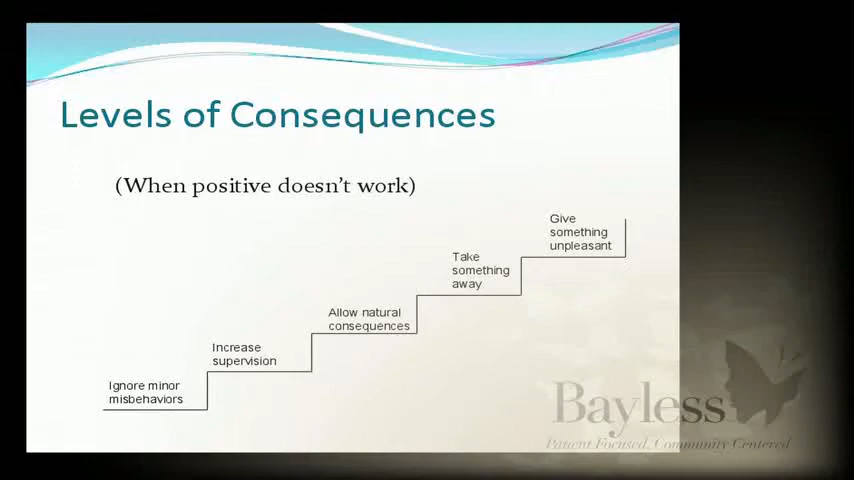 Levels of Consequences
(When positive doesn't work)
Give
something
unpleasant
Take
something
away
Allow natural
consequences
Increase
supervision
Ignore minor
misbehaviors
Bayless
Patient Focused, Community Centered